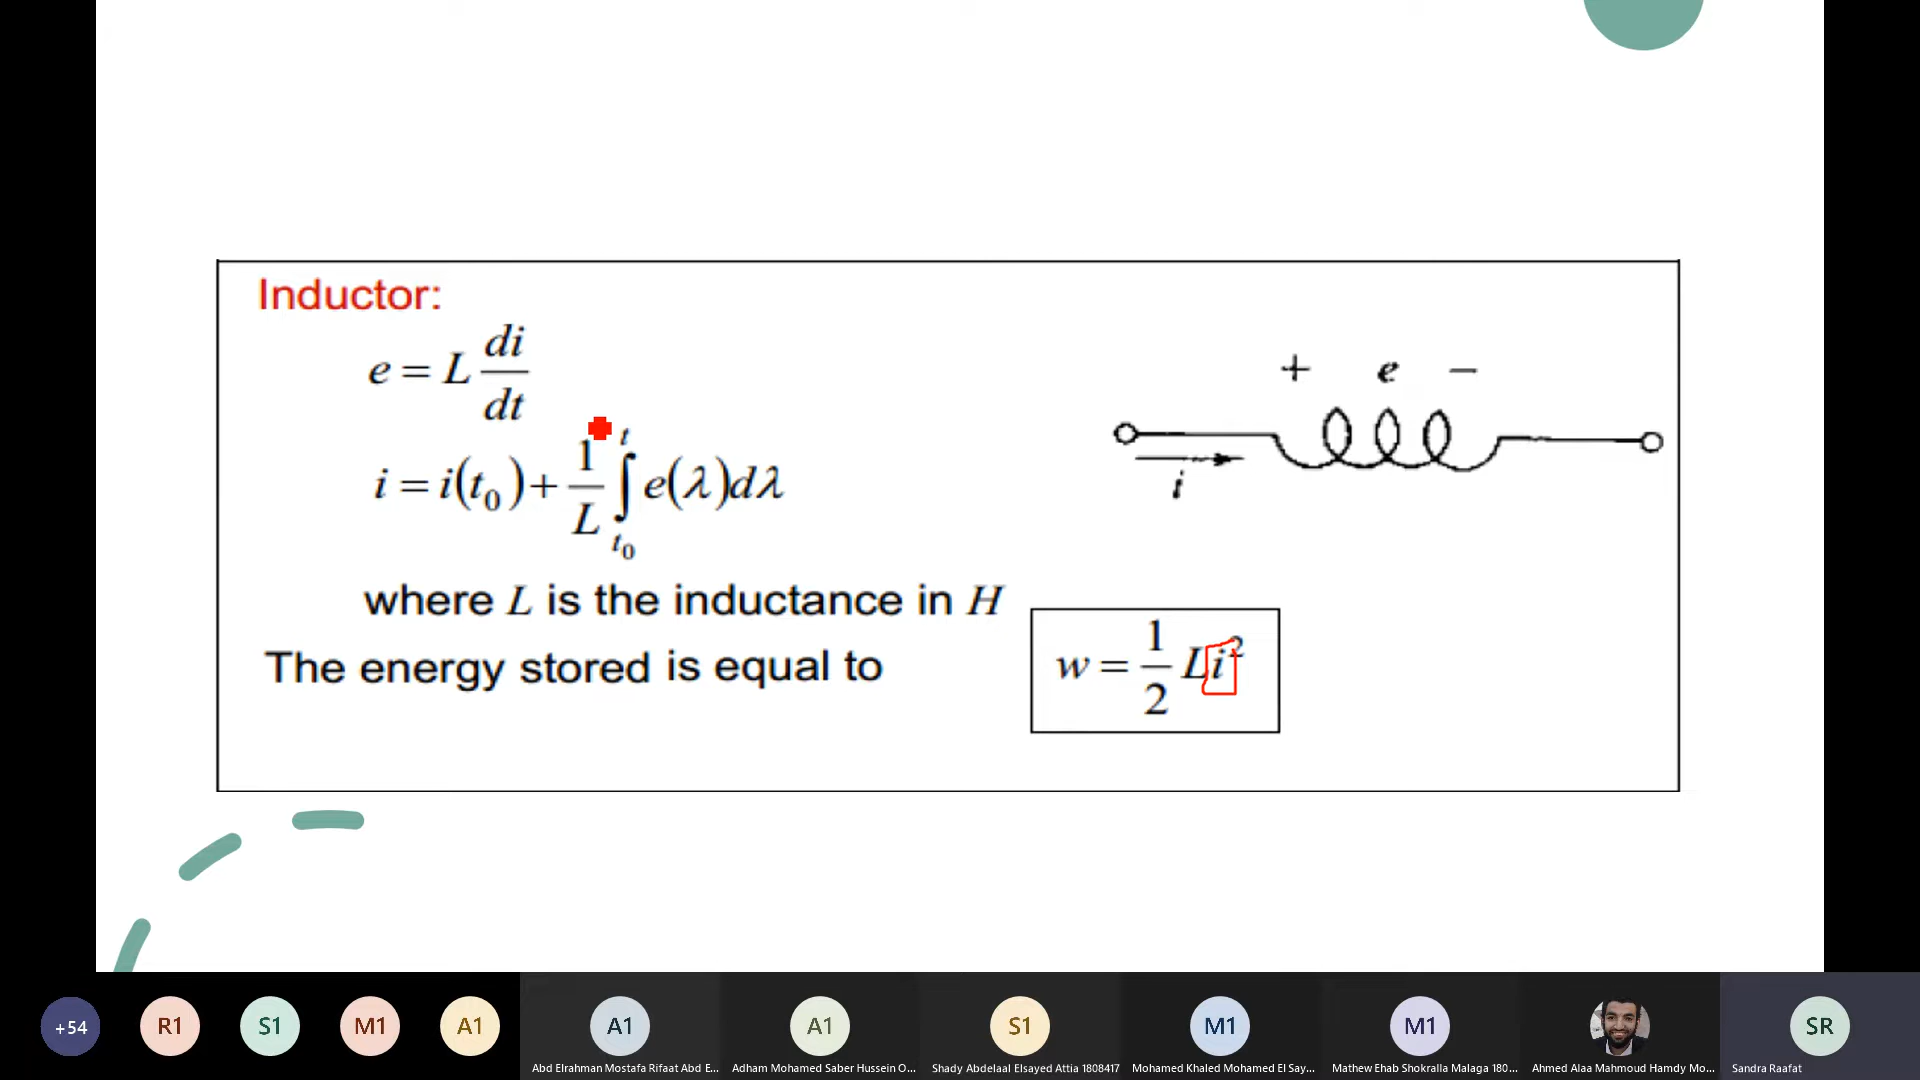 Inductor:
e = L di/dt
+ e −
i = i(t₀) + 1/L ∫ₜ₀ᵗ e(λ)dλ
i
where L is the inductance in H
The energy stored is equal to
w = 1/2 Li²
+54
R1
S1
M1
A1
A1
A1
S1
M1
M1
SR
Abd Elrahman Mostafa Rifaat Abd E...
Adham Mohamed Saber Hussein O...
Shady Abdelaal Elsayed Attia 1808417
Mohamed Khaled Mohamed El Say...
Mathew Ehab Shokralla Malaga 180...
Ahmed Alaa Mahmoud Hamdy Mo...
Sandra Raafat